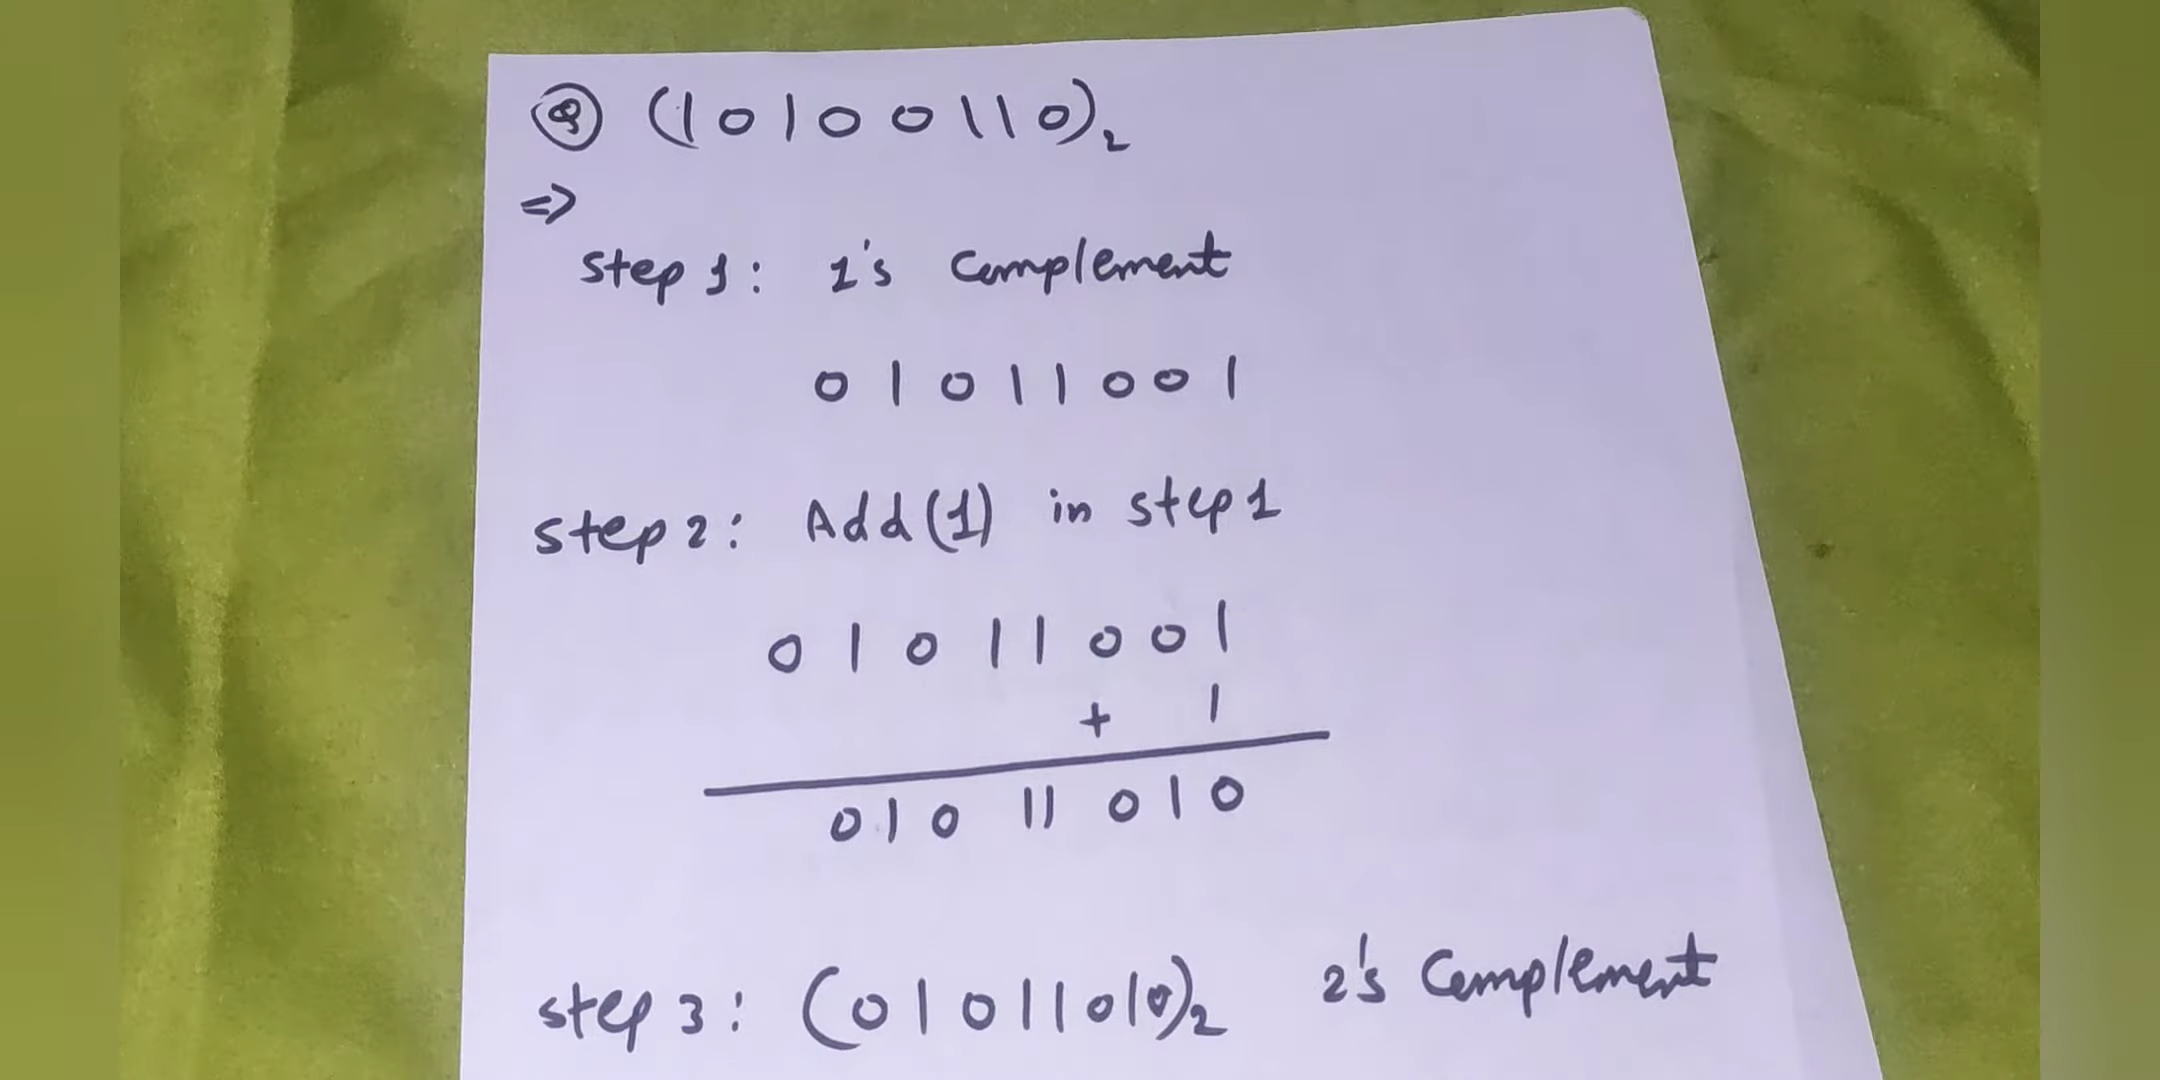 Q (10100110)₂
=>
Step 1: 1's Complement
01011001
Step 2: Add(1) in step 1
01011001
+ 1
01011010
Step 3: (01011010)₂ 2's Complement